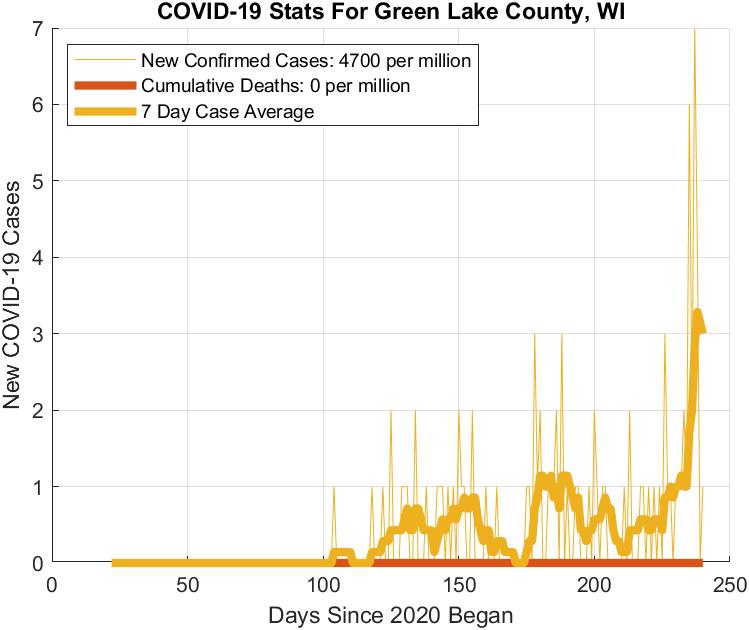 COVID-19 Stats For Green Lake County, WI
New Confirmed Cases: 4700 per million
Cumulative Deaths: 0 per million
7 Day Case Average
New COVID-19 Cases
7
6
5
4
3
2
1
0
0 50 100 150 200 250
Days Since 2020 Began